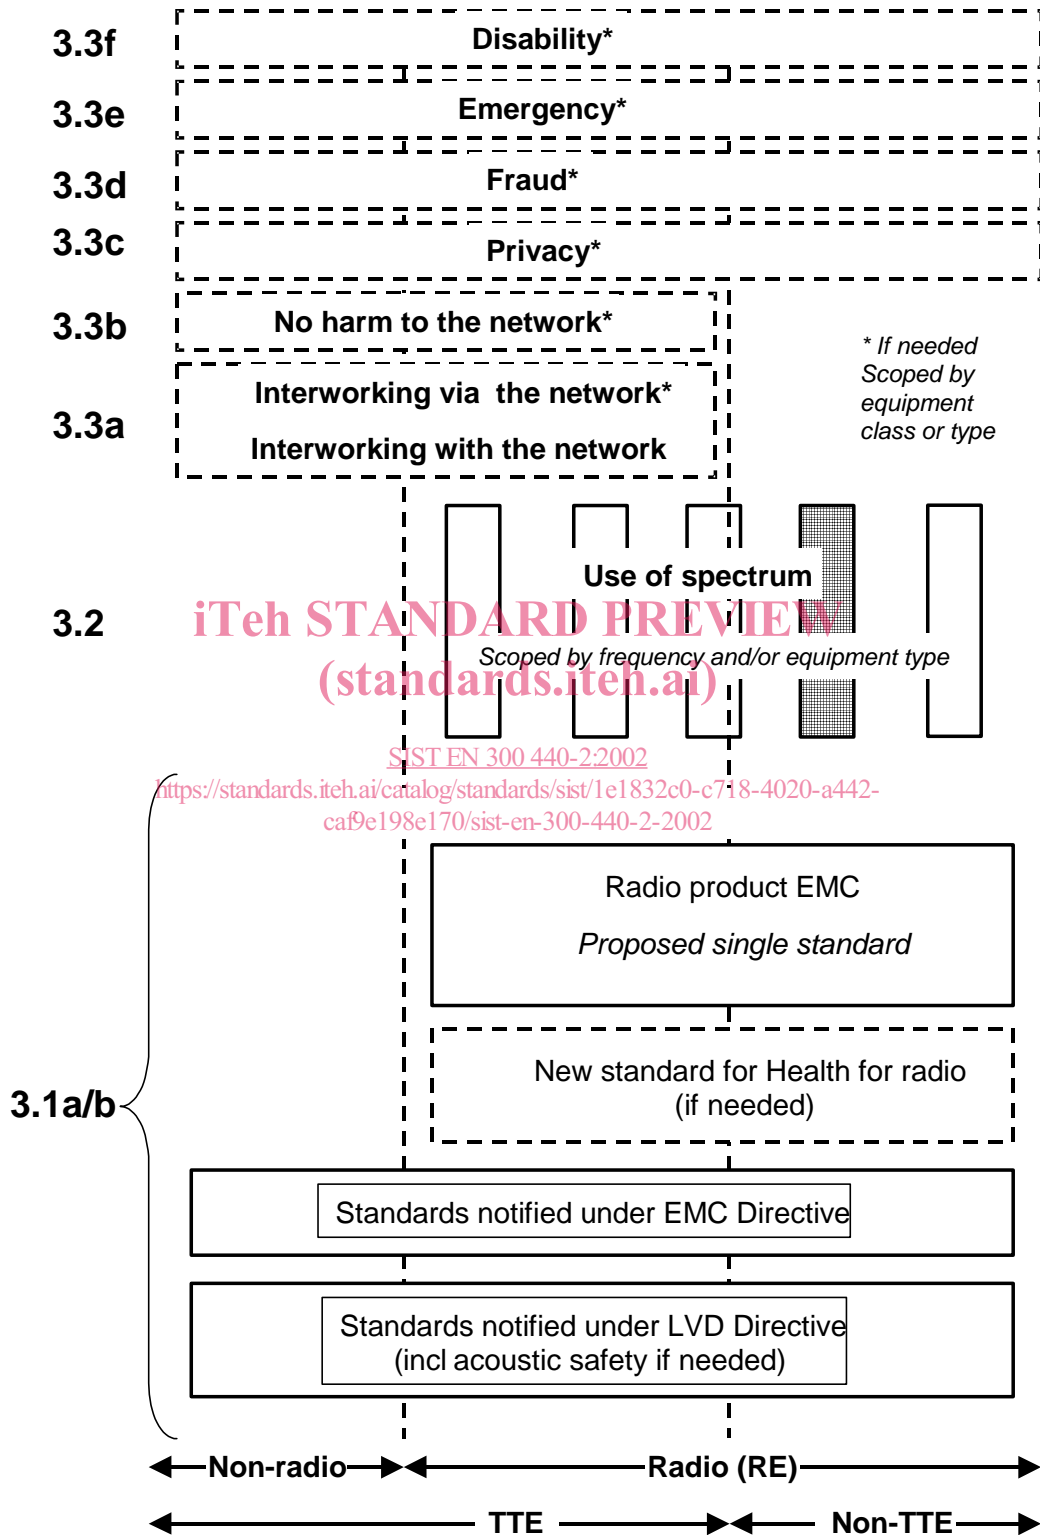 3.3f
Disability*
3.3e
Emergency*
3.3d
Fraud*
3.3c
Privacy*
3.3b
No harm to the network*
* If needed
Scoped by
equipment
class or type
3.3a
Interworking via the network*
Interworking with the network
Use of spectrum
3.2
iTeh STANDARD PREVIEW
Scoped by frequency and/or equipment type
(standards.iteh.ai)
SIST EN 300 440-2:2002
https://standards.iteh.ai/catalog/standards/sist/1e1832c0-c718-4020-a442-
caf9e198e170/sist-en-300-440-2-2002
Radio product EMC
Proposed single standard
New standard for Health for radio
(if needed)
3.1a/b
Standards notified under EMC Directive
Standards notified under LVD Directive
(incl acoustic safety if needed)
Non-radio
Radio (RE)
TTE
Non-TTE